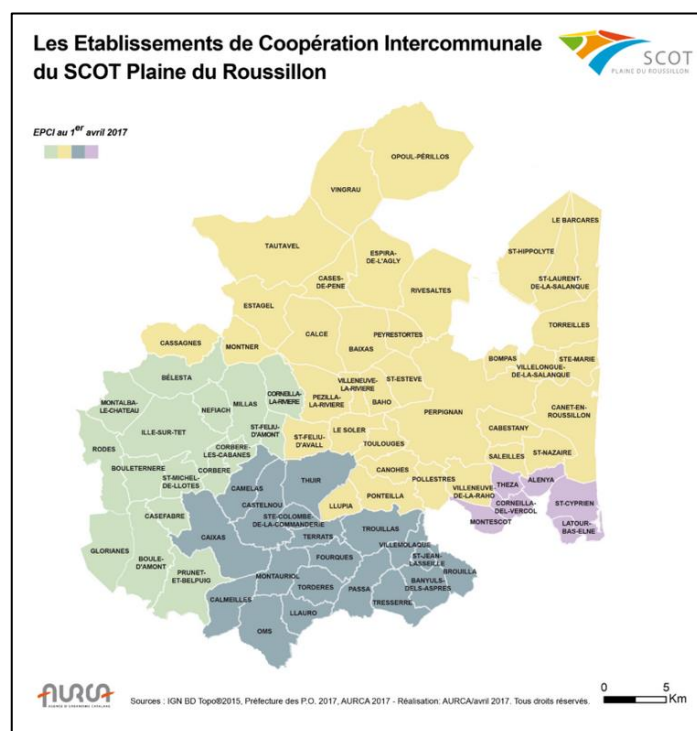 Les Etablissements de Coopération Intercommunale
du SCOT Plaine du Roussillon
SCOT
PLAINE DU ROUSSILLON
EPCI au 1er avril 2017
OPOUL-PÉRILLOS
VINGRAU
LE BARCARES
TAUTAVEL
ESPIRA-
DE-L'AGLY
ST-HIPPOLYTE
CASES-
DE-PENE
RIVESALTES
ST-LAURENT-
DE-LA-SALANQUE
ESTAGEL
TORREILLES
CALCE
PEYRESTORTES
CASSAGNES
MONTNER
BAIXAS
BOMPAS
STE-MARIE
VILLELONGUE-
DE-LA-SALANQUE
BÉLESTA
VILLENEUVE-
LA-RIVIERE
ST-ESTEVE
CORNEILLA-
LA-RIVIERE
PEZILLA-
LA-RIVIERE
BAHO
PERPIGNAN
CANET-EN-
ROUSSILLON
MONTALBA-
LE-CHATEAU
NEFIACH
MILLAS
ST-FELIU-
D'AMONT
LE SOLER
CABESTANY
ILLE-SUR-TET
ST-FELIU-
D'AVALL
TOULOUGES
RODES
CORBERE-
LES-CABANES
SALEILLES
ST-NAZAIRE
BOULETERNERE
CORBERE
CANOHES
ST-MICHEL-
DE-LLOTES
CAMELAS
THUIR
POLLESTRES
VILLENEUVE-
DE-LA-RAHO
THEZA
ALENYA
CASTELNOU
LLUPIA
PONTEILLA
CORNEILLA-
DEL-VERCOL
ST-CYPRIEN
CASEFABRE
STE-COLOMBE-
DE-LA-COMMANDERIE
TROUILLAS
MONTESCOT
LATOUR-
BAS-ELNE
CAIXAS
TERRATS
VILLEMOLAQUE
GLORIANES
FOURQUES
ST-JEAN-
LASSEILLE
BOULE-
D'AMONT
PRUNET-
ET-BELPUIG
MONTAURIOL
BROUILLA
TORDERES
PASSA
BANYULS-
DELS-ASPRES
CALMEILLES
LLAURO
TRESSERRE
OMS
AURCA
AGENCE D'URBANISME CATALANE
Sources : IGN BD Topo®2015, Préfecture des P.O. 2017, AURCA 2017 - Réalisation: AURCA/avril 2017. Tous droits réservés.
0 5
Km